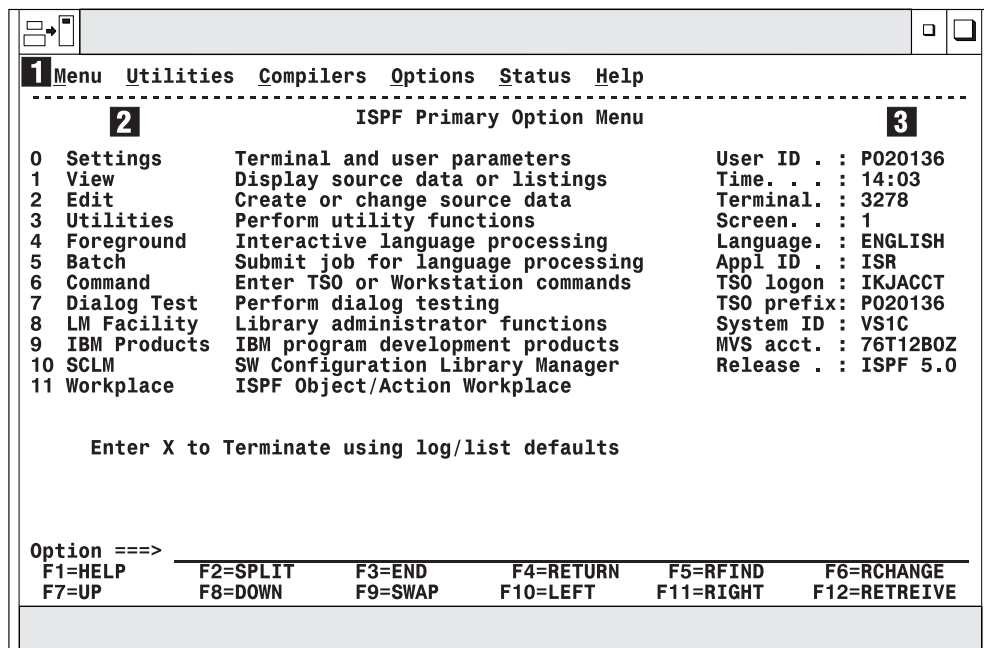 1 Menu Utilities Compilers Options Status Help
2 ISPF Primary Option Menu 3
0 Settings Terminal and user parameters User ID . : P020136
1 View Display source data or listings Time. . . : 14:03
2 Edit Create or change source data Terminal. : 3278
3 Utilities Perform utility functions Screen. . : 1
4 Foreground Interactive language processing Language. : ENGLISH
5 Batch Submit job for language processing Appl ID . : ISR
6 Command Enter TSO or Workstation commands TSO logon : IKJACCT
7 Dialog Test Perform dialog testing TSO prefix: P020136
8 LM Facility Library administrator functions System ID : VS1C
9 IBM Products IBM program development products MVS acct. : 76T12BOZ
10 SCLM SW Configuration Library Manager Release . : ISPF 5.0
11 Workplace ISPF Object/Action Workplace
Enter X to Terminate using log/list defaults
Option ===>
F1=HELP F2=SPLIT F3=END F4=RETURN F5=RFIND F6=RCHANGE
F7=UP F8=DOWN F9=SWAP F10=LEFT F11=RIGHT F12=RETREIVE